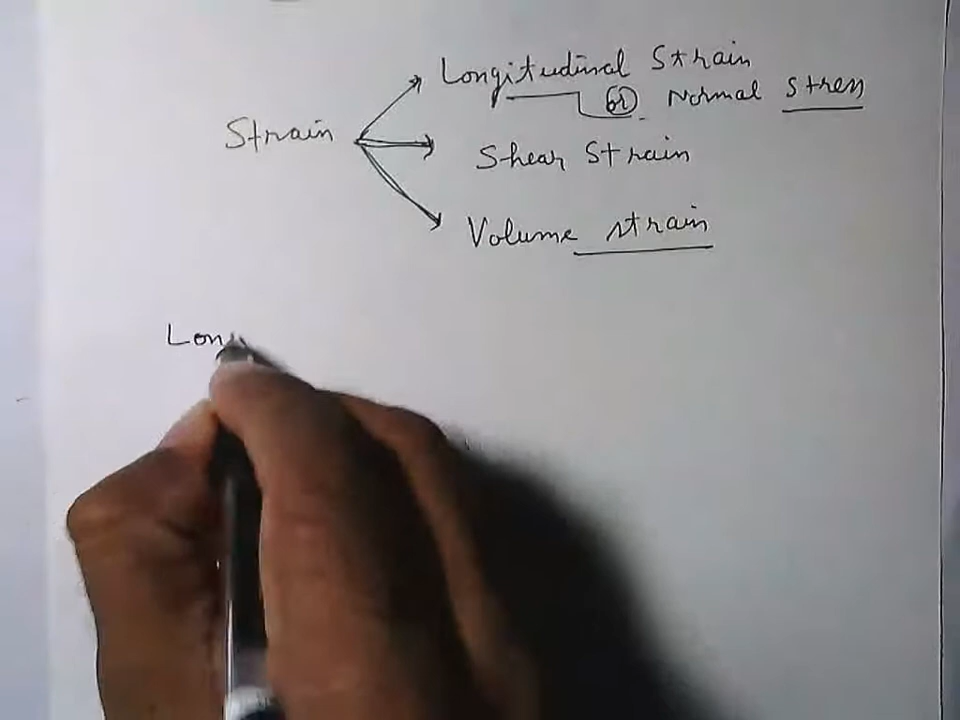 Longitudinal Strain
(or) Normal Stress
Strain
Shear Strain
Volume strain
Lon